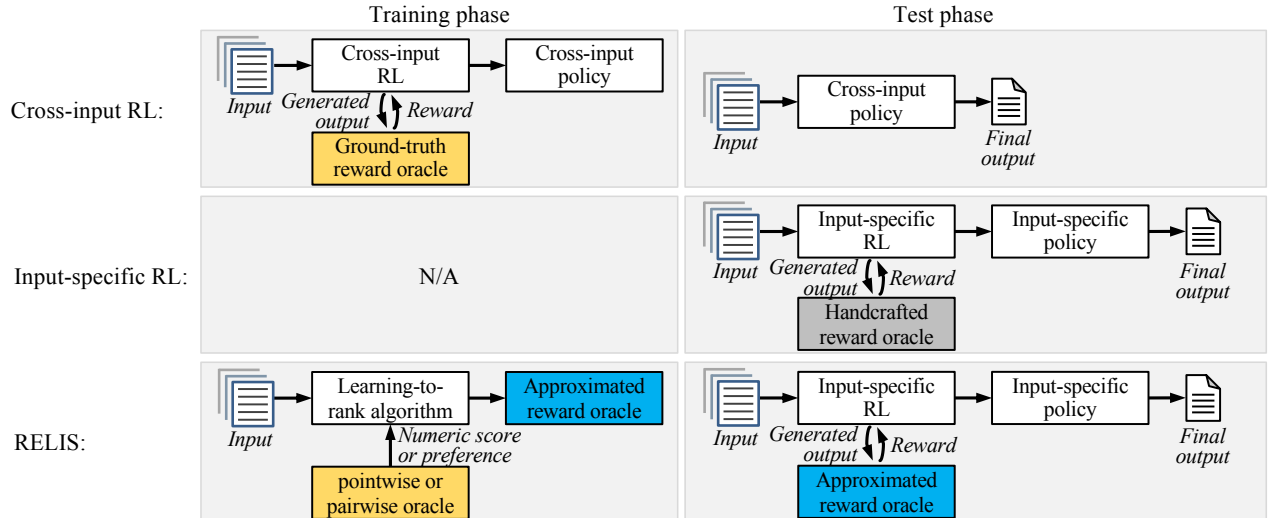 Training phase
Test phase
Cross-input RL:
Input
Cross-input
RL
Cross-input
policy
Generated
output
Reward
Ground-truth
reward oracle
Input
Cross-input
policy
Final
output
Input-specific RL:
N/A
Input
Input-specific
RL
Input-specific
policy
Generated
output
Reward
Final
output
Handcrafted
reward oracle
RELIS:
Input
Learning-to-
rank algorithm
Approximated
reward oracle
Numeric score
or preference
pointwise or
pairwise oracle
Input
Input-specific
RL
Input-specific
policy
Generated
output
Reward
Final
output
Approximated
reward oracle